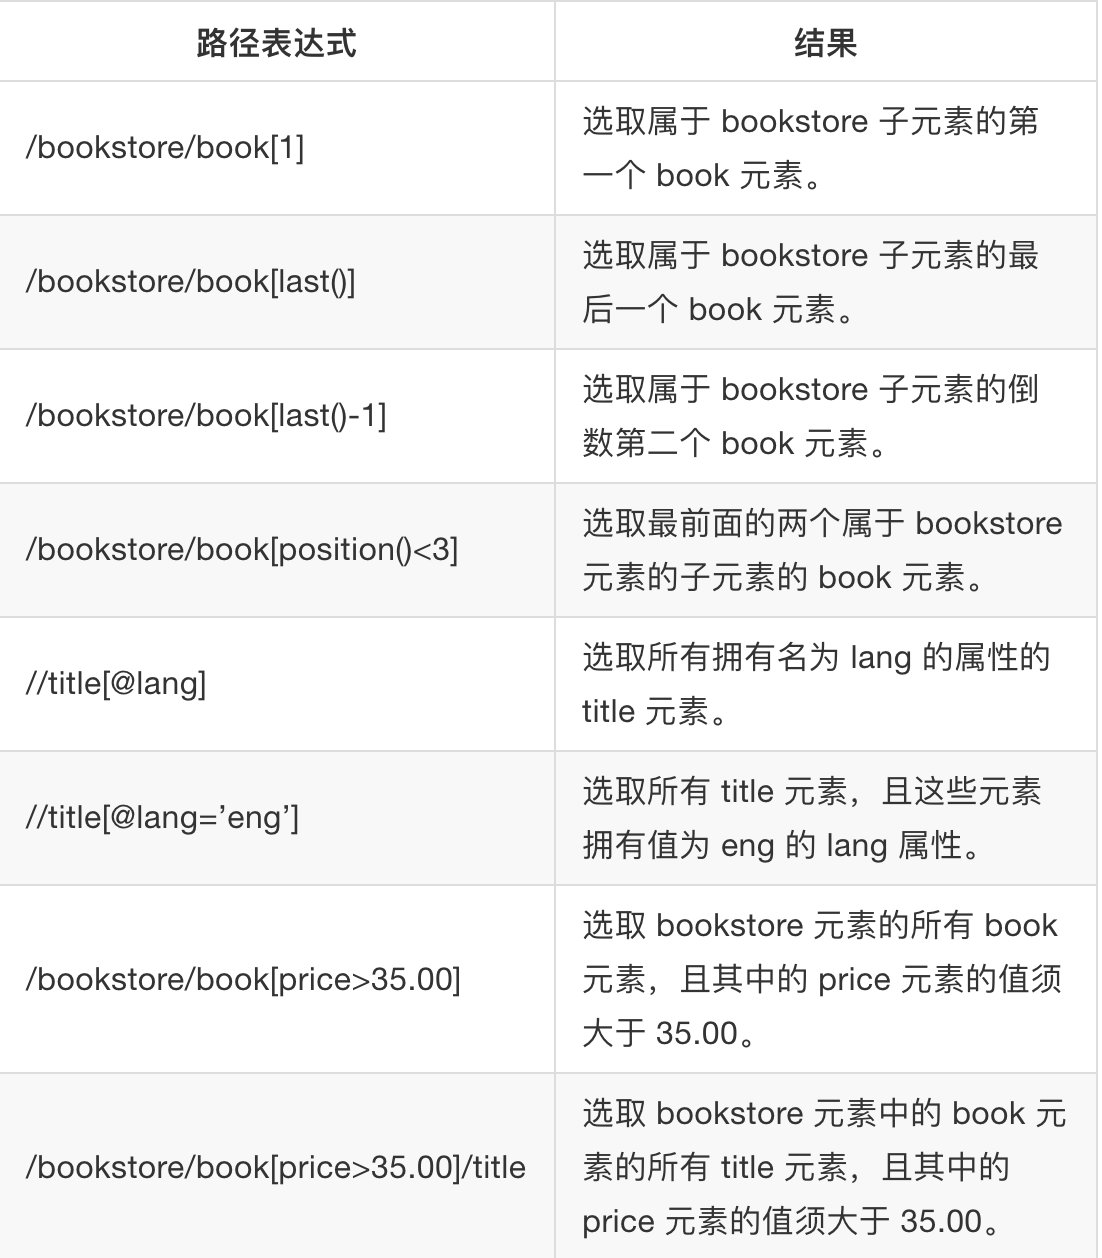 路径表达式
结果
/bookstore/book[1]
选取属于 bookstore 子元素的第
一个 book 元素。
/bookstore/book[last()]
选取属于 bookstore 子元素的最
后一个 book 元素。
/bookstore/book[last()-1]
选取属于 bookstore 子元素的倒
数第二个 book 元素。
/bookstore/book[position()<3]
选取最前面的两个属于 bookstore
元素的子元素的 book 元素。
//title[@lang]
选取所有拥有名为 lang 的属性的
title 元素。
//title[@lang=’eng’]
选取所有 title 元素，且这些元素
拥有值为 eng 的 lang 属性。
/bookstore/book[price>35.00]
选取 bookstore 元素的所有 book
元素，且其中的 price 元素的值须
大于 35.00。
/bookstore/book[price>35.00]/title
选取 bookstore 元素中的 book 元
素的所有 title 元素，且其中的
price 元素的值须大于 35.00。